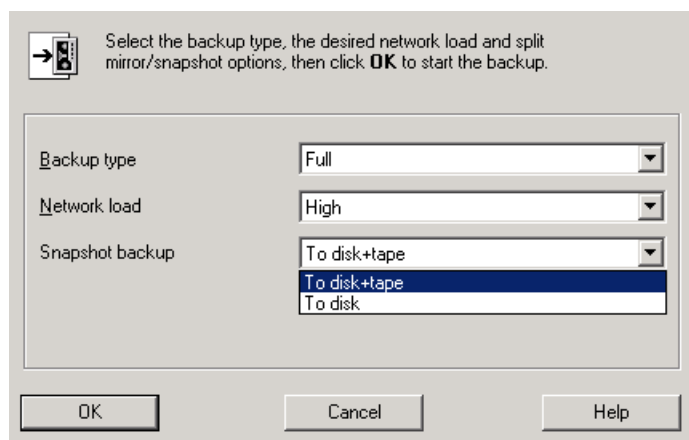 Select the backup type, the desired network load and split
mirror/snapshot options, then click OK to start the backup.
Backup type
Full
Network load
High
Snapshot backup
To disk+tape
To disk+tape
To disk
OK
Cancel
Help